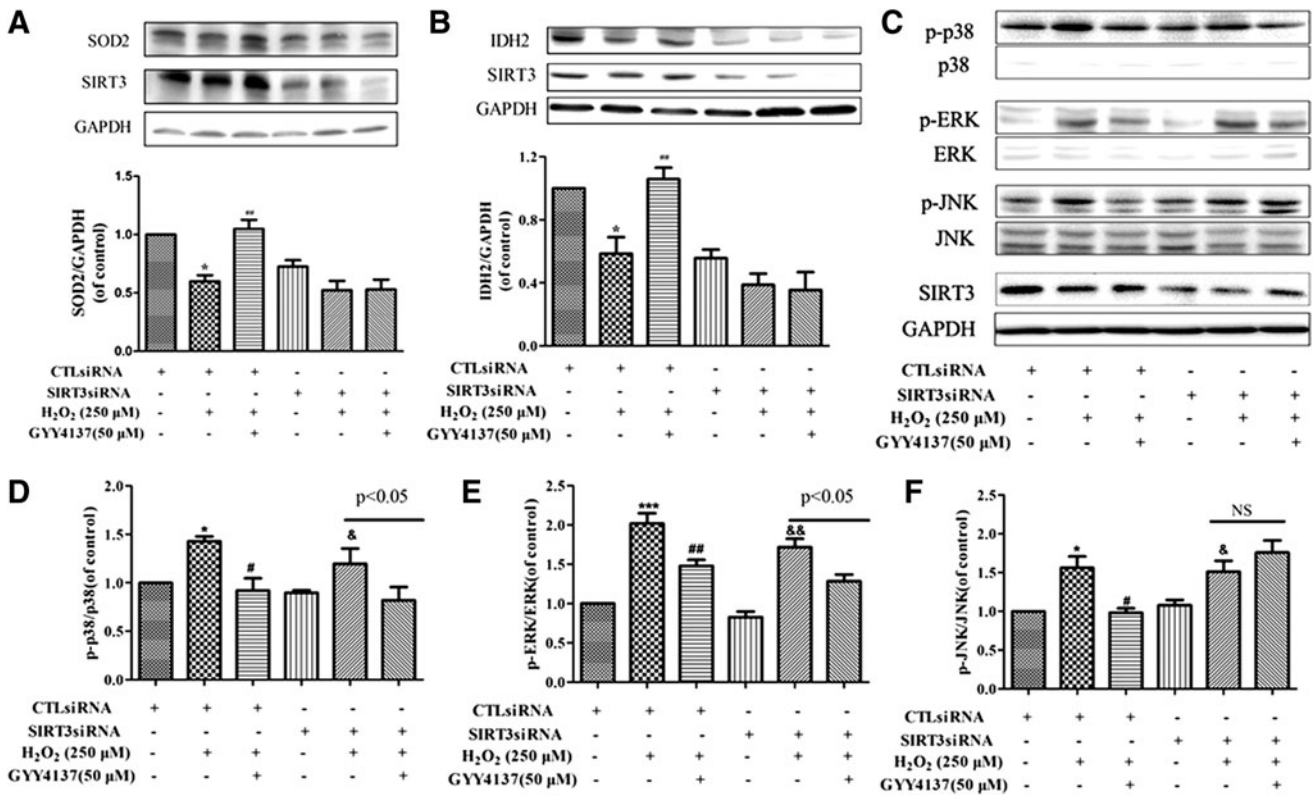 A
SOD2
SIRT3
GAPDH
1.5
1.0
0.5
0.0
SOD2/GAPDH
(of control)
*
##
CTLsiRNA + + + - - -
SIRT3siRNA - - - + + +
H₂O₂ (250 μM) - + + - + +
GYY4137(50 μM) - - + - - +
B
IDH2
SIRT3
GAPDH
1.2
0.8
0.4
0.0
IDH2/GAPDH
(of control)
*
##
CTLsiRNA + + + - - -
SIRT3siRNA - - - + + +
H₂O₂ (250 μM) - + + - + +
GYY4137(50 μM) - - + - - +
C
p-p38
p38
p-ERK
ERK
p-JNK
JNK
SIRT3
GAPDH
CTLsiRNA + + + - - -
SIRT3siRNA - - - + + +
H₂O₂ (250 μM) - + + - + +
GYY4137(50 μM) - - + - - +
D
p<0.05
2.0
1.5
1.0
0.5
0.0
p-p38/p38(of control)
*
#
&
CTLsiRNA + + + - - -
SIRT3siRNA - - - + + +
H₂O₂ (250 μM) - + + - + +
GYY4137(50 μM) - - + - - +
E
p<0.05
2.5
2.0
1.5
1.0
0.5
0.0
p-ERK/ERK(of control)
***
##
&&
CTLsiRNA + + + - - -
SIRT3siRNA - - - + + +
H₂O₂ (250 μM) - + + - + +
GYY4137(50 μM) - - + - - +
F
NS
2.5
2.0
1.5
1.0
0.5
0.0
p-JNK/JNK(of control)
*
#
&
CTLsiRNA + + + - - -
SIRT3siRNA - - - + + +
H₂O₂ (250 μM) - + + - + +
GYY4137(50 μM) - - + - - +